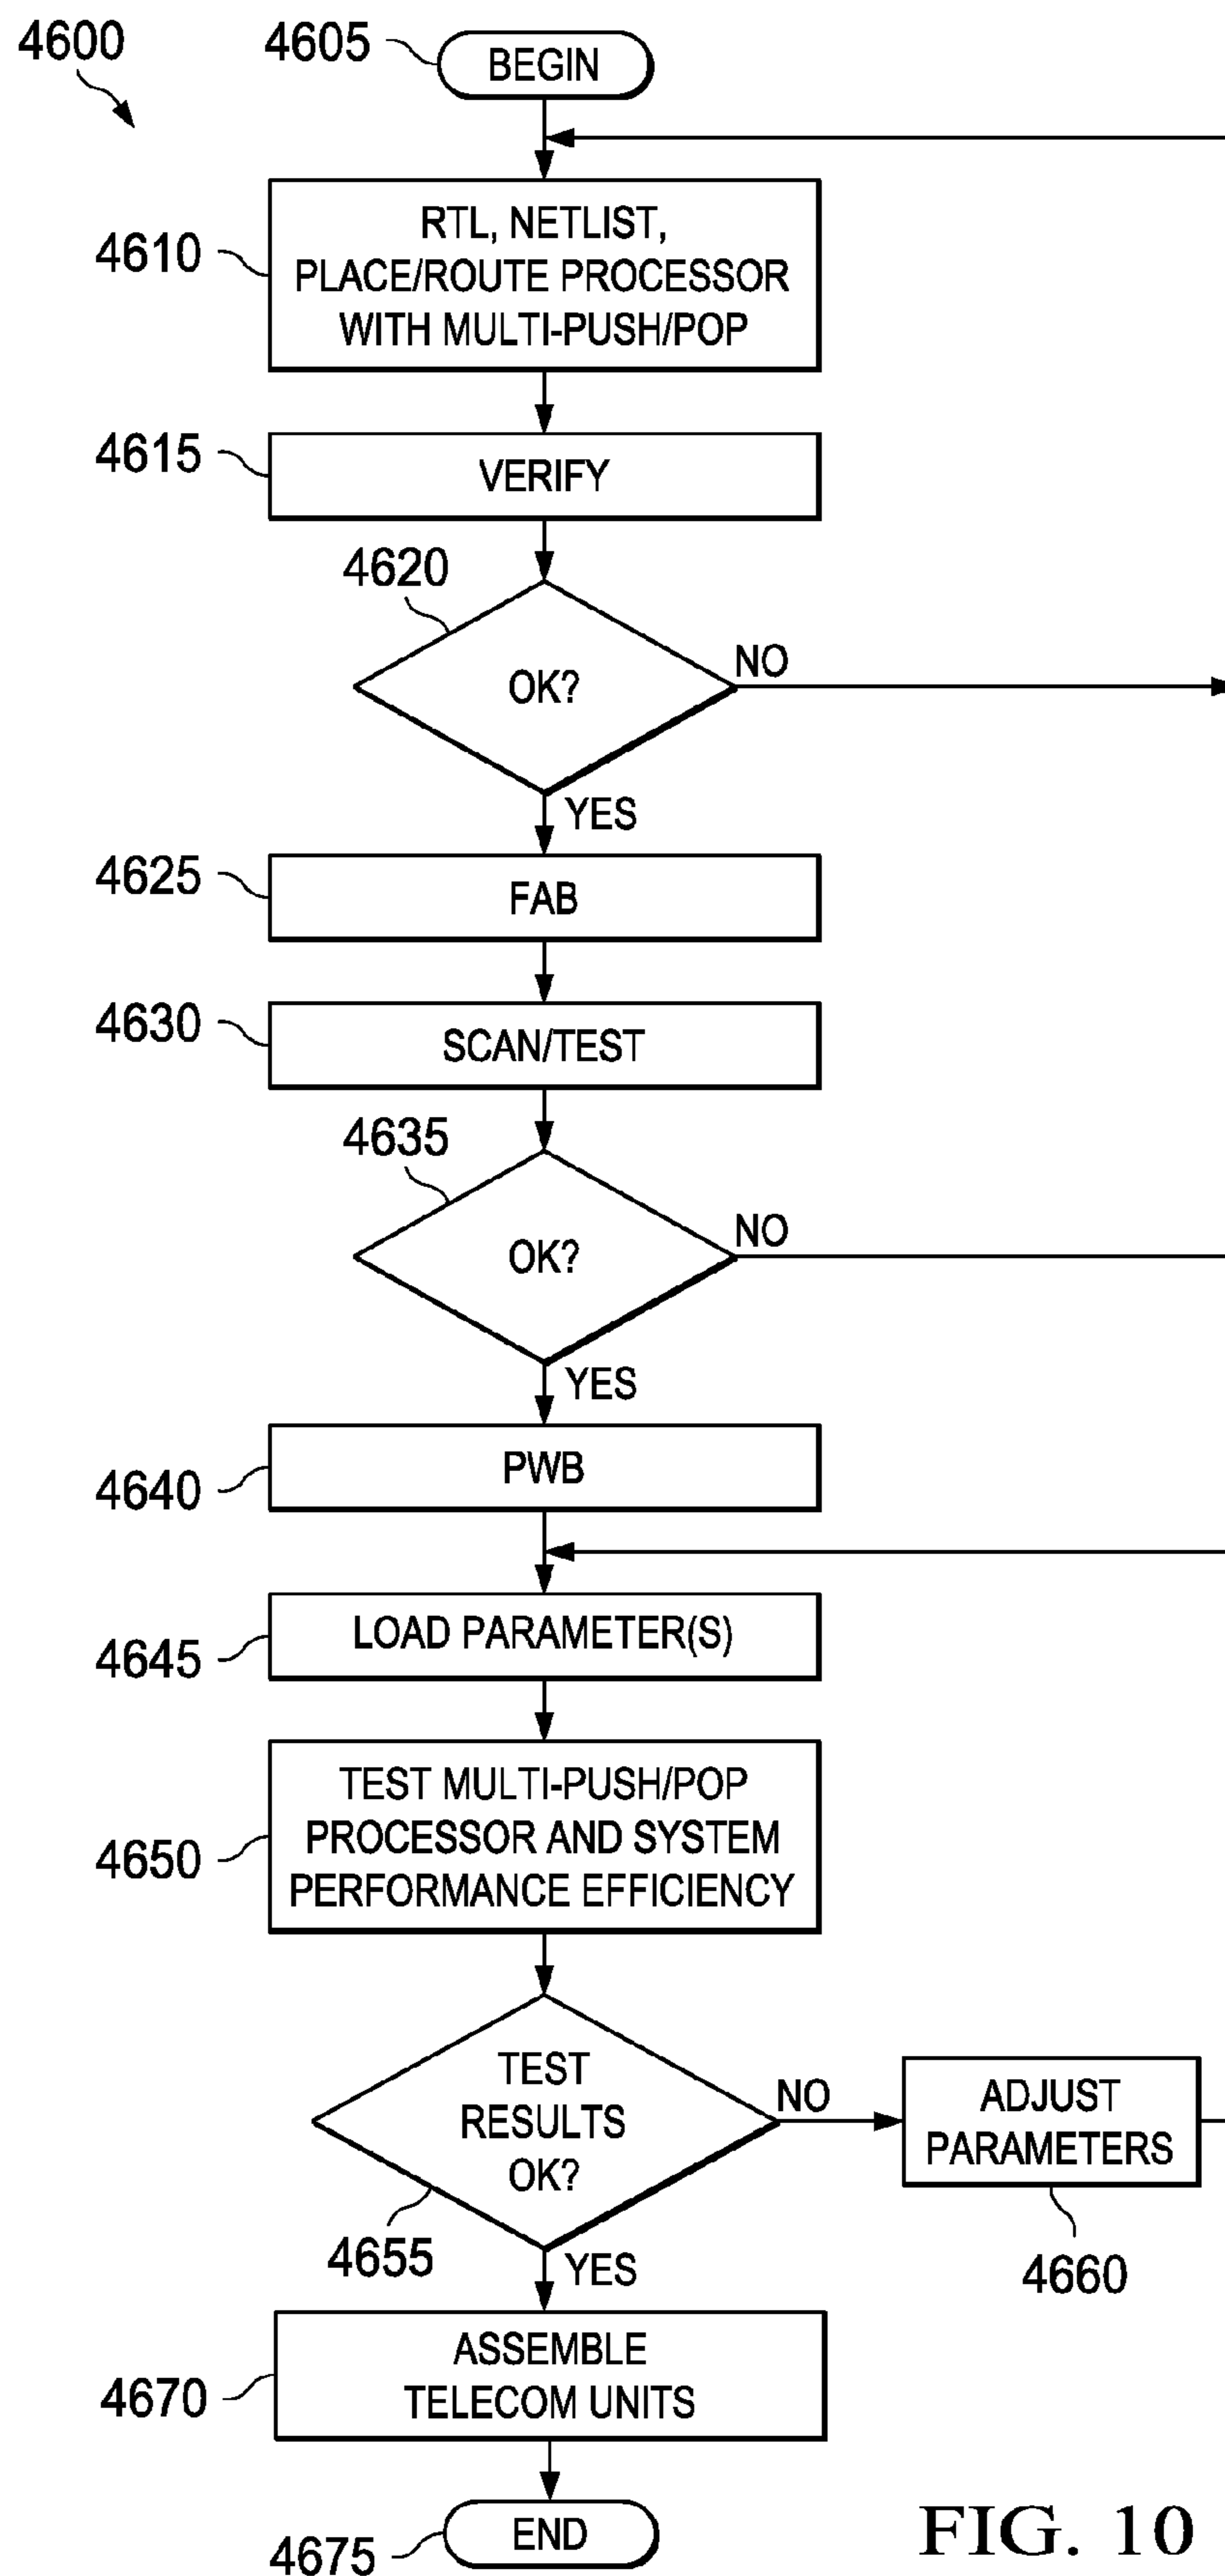 4600
4605
BEGIN
4610
RTL, NETLIST,
PLACE/ROUTE PROCESSOR
WITH MULTI-PUSH/POP
4615
VERIFY
4620
OK?
NO
YES
4625
FAB
4630
SCAN/TEST
4635
OK?
NO
YES
4640
PWB
4645
LOAD PARAMETER(S)
4650
TEST MULTI-PUSH/POP
PROCESSOR AND SYSTEM
PERFORMANCE EFFICIENCY
TEST
RESULTS
OK?
4655
NO
ADJUST
PARAMETERS
4660
YES
4670
ASSEMBLE
TELECOM UNITS
4675
END
FIG. 10